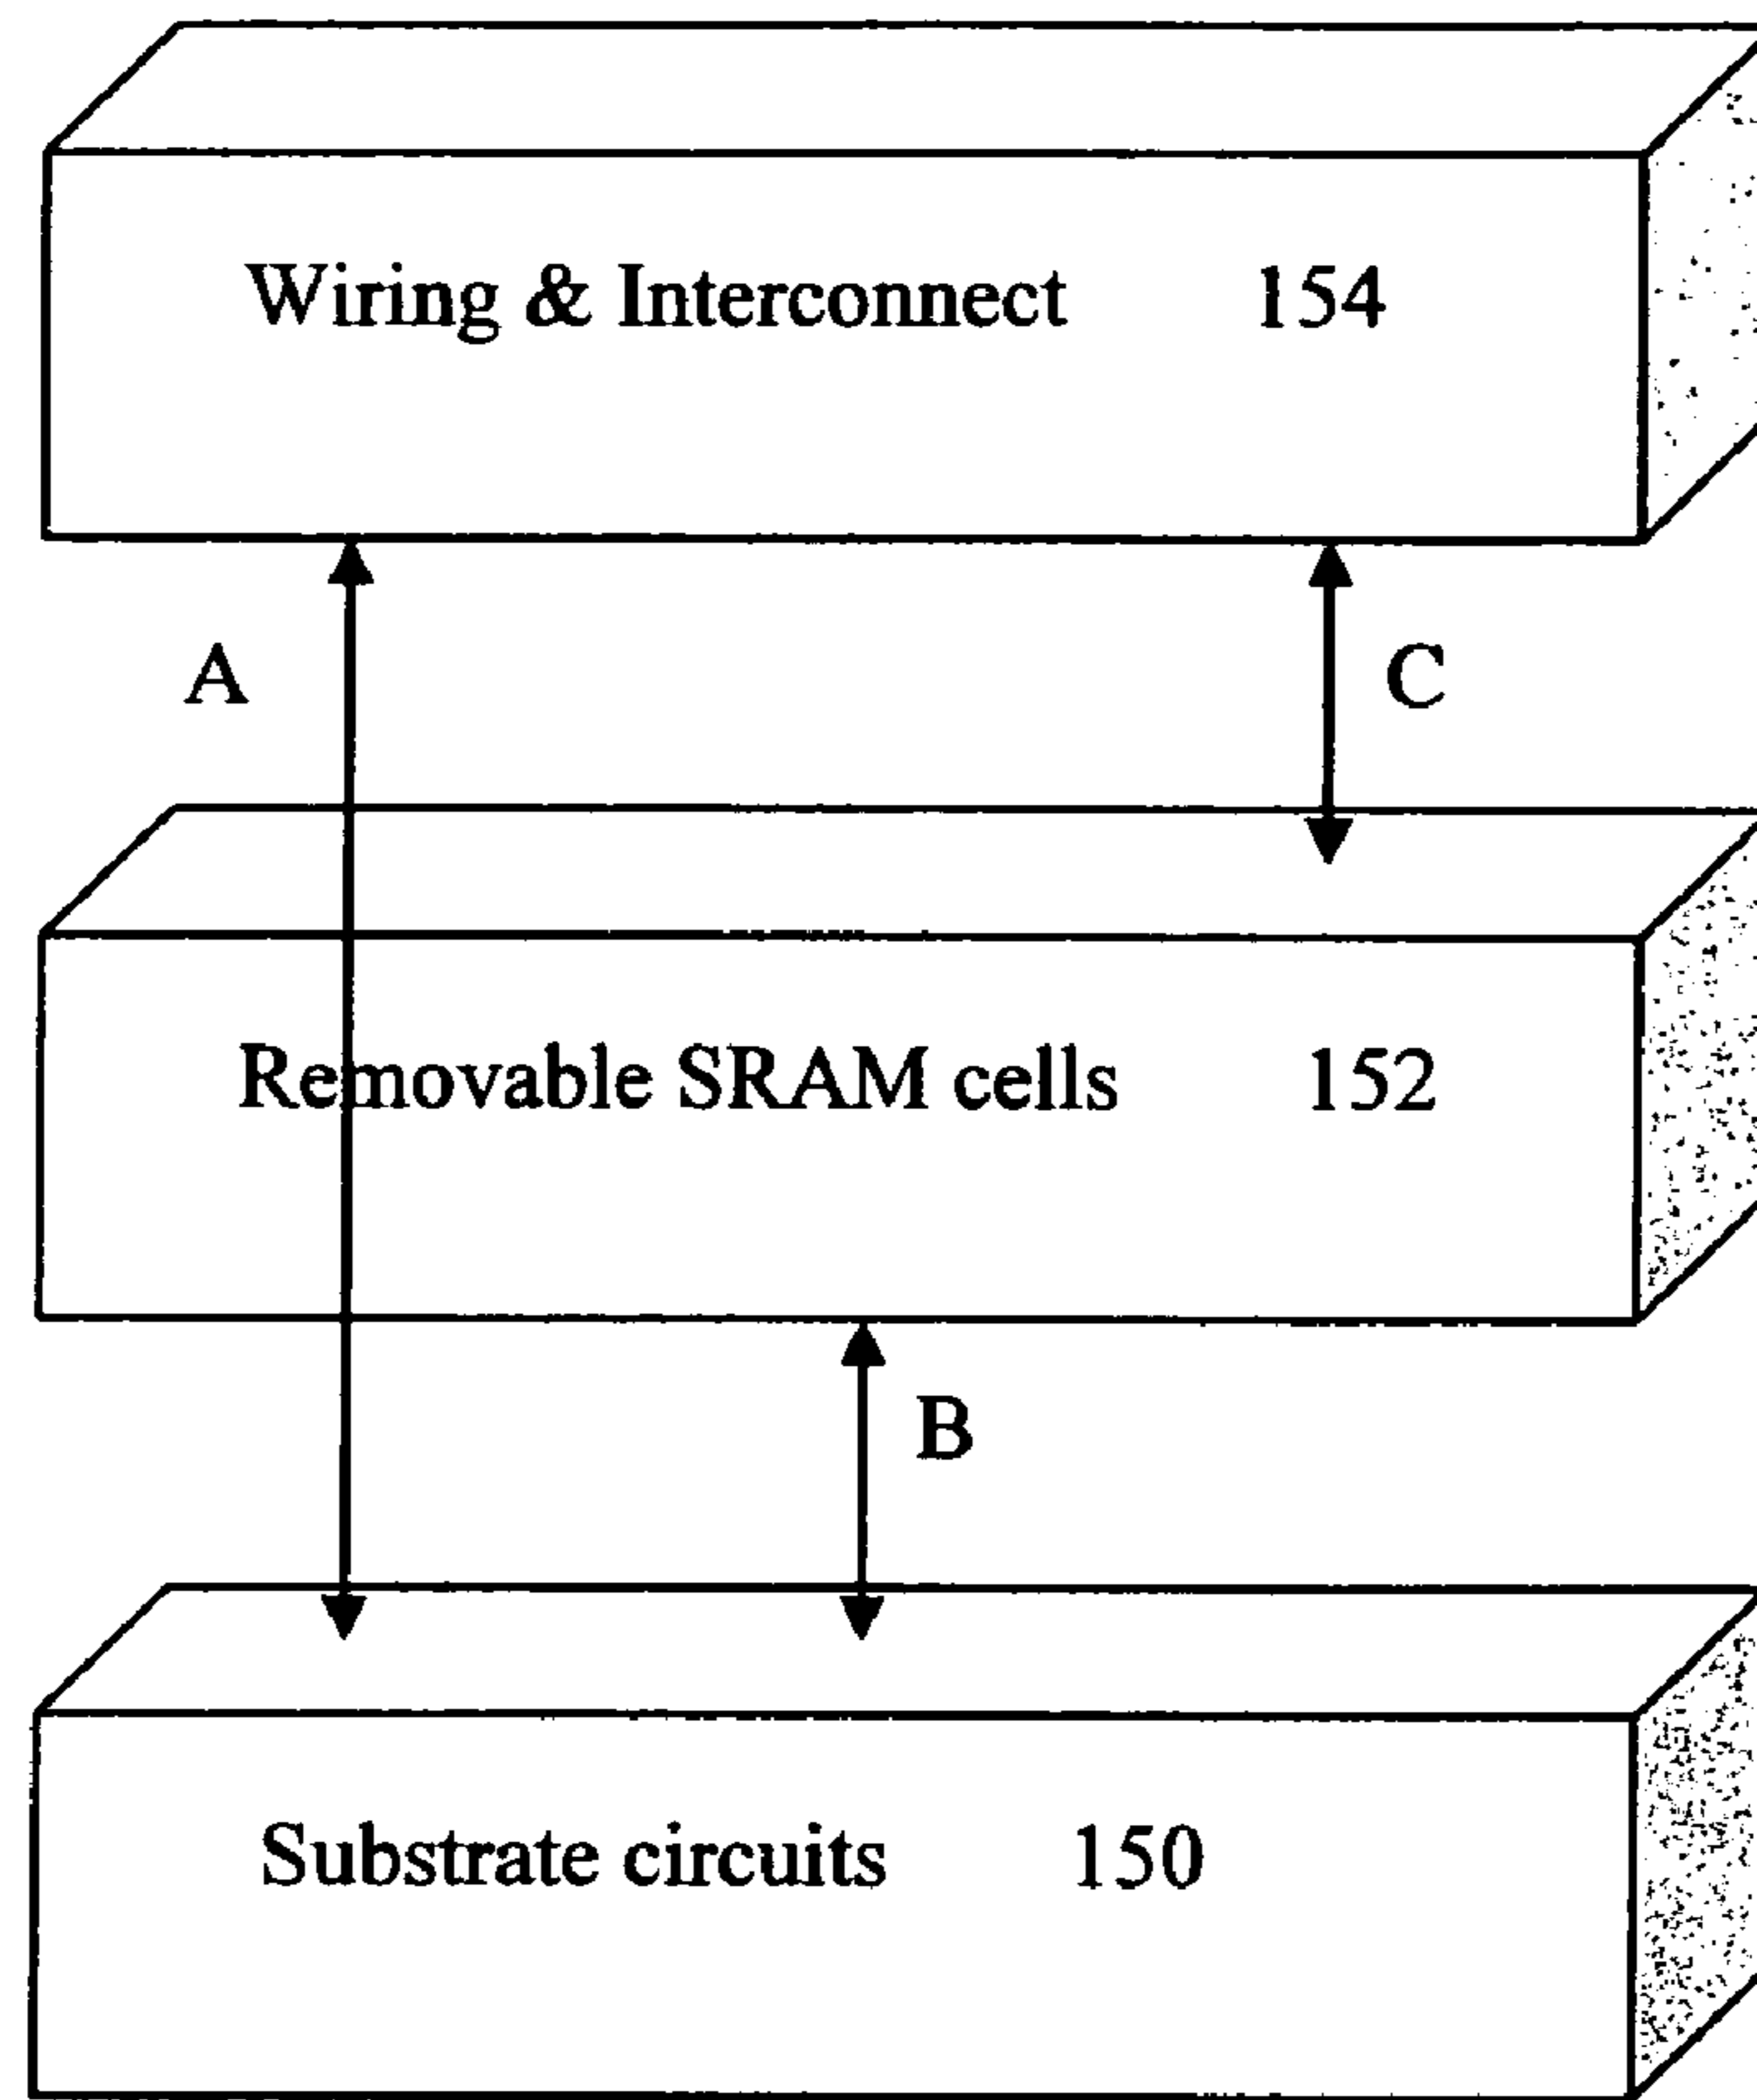 Wiring & Interconnect 154
A
C
Removable SRAM cells 152
B
Substrate circuits 150